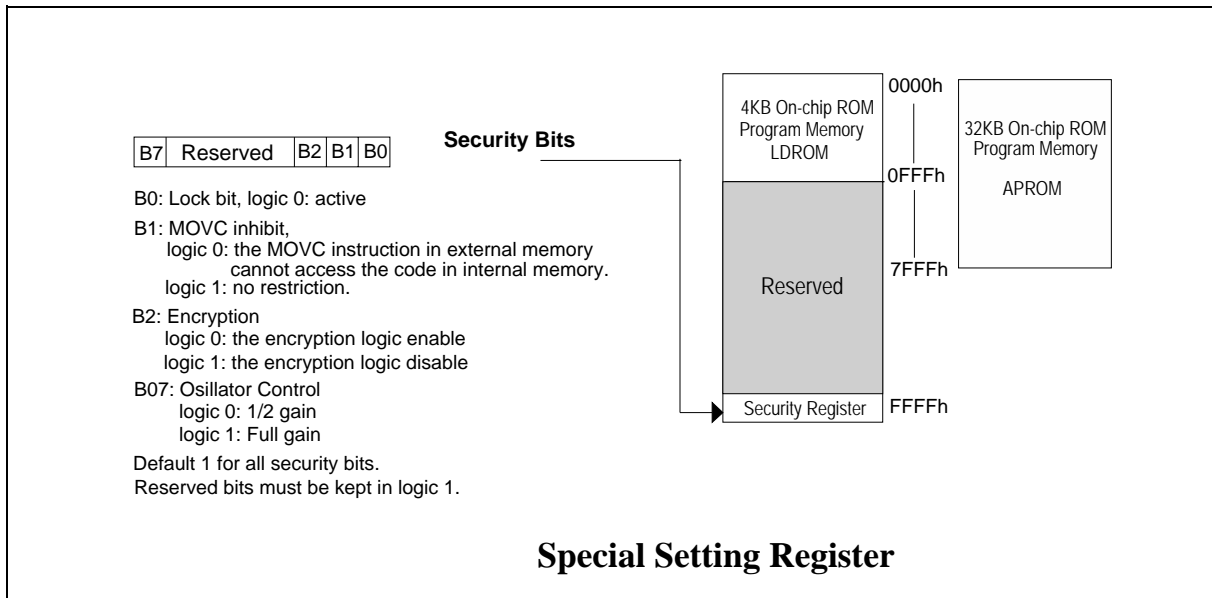 B7 Reserved B2 B1 B0
Security Bits
B0: Lock bit, logic 0: active
B1: MOVC inhibit,
logic 0: the MOVC instruction in external memory
cannot access the code in internal memory.
logic 1: no restriction.
B2: Encryption
logic 0: the encryption logic enable
logic 1: the encryption logic disable
B07: Osillator Control
logic 0: 1/2 gain
logic 1: Full gain
Default 1 for all security bits.
Reserved bits must be kept in logic 1.
4KB On-chip ROM
Program Memory
LDROM
Reserved
Security Register
0000h
0FFFh
7FFFh
FFFFh
32KB On-chip ROM
Program Memory
APROM
Special Setting Register